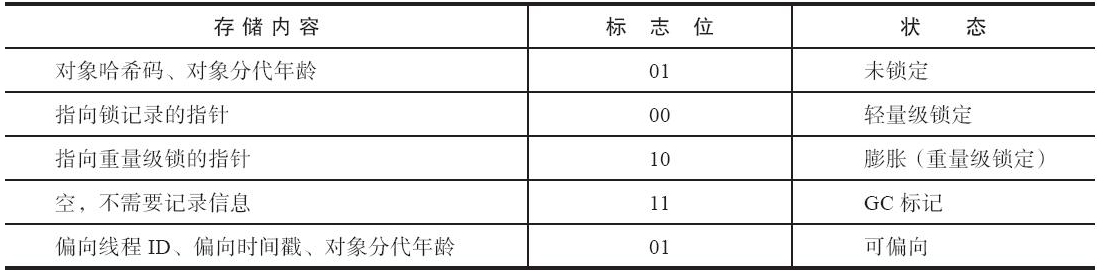 存储内容 标志位 状态
对象哈希码、对象分代年龄 01 未锁定
指向锁记录的指针 00 轻量级锁定
指向重量级锁的指针 10 膨胀（重量级锁定）
空，不需要记录信息 11 GC 标记
偏向线程 ID、偏向时间戳、对象分代年龄 01 可偏向